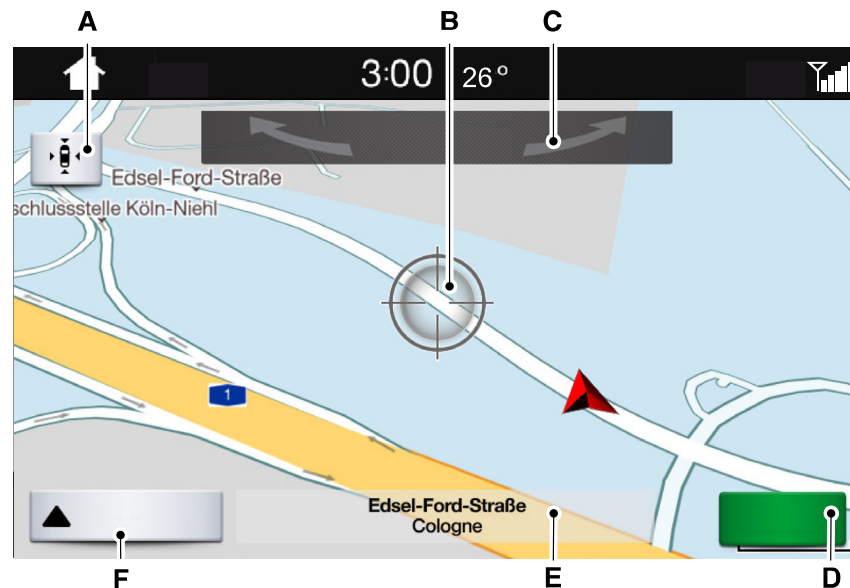 A
B
C
3:00 26°
Edsel-Ford-Straße
schlussstelle Köln-Niehl
1
Edsel-Ford-Straße
Cologne
F
E
D